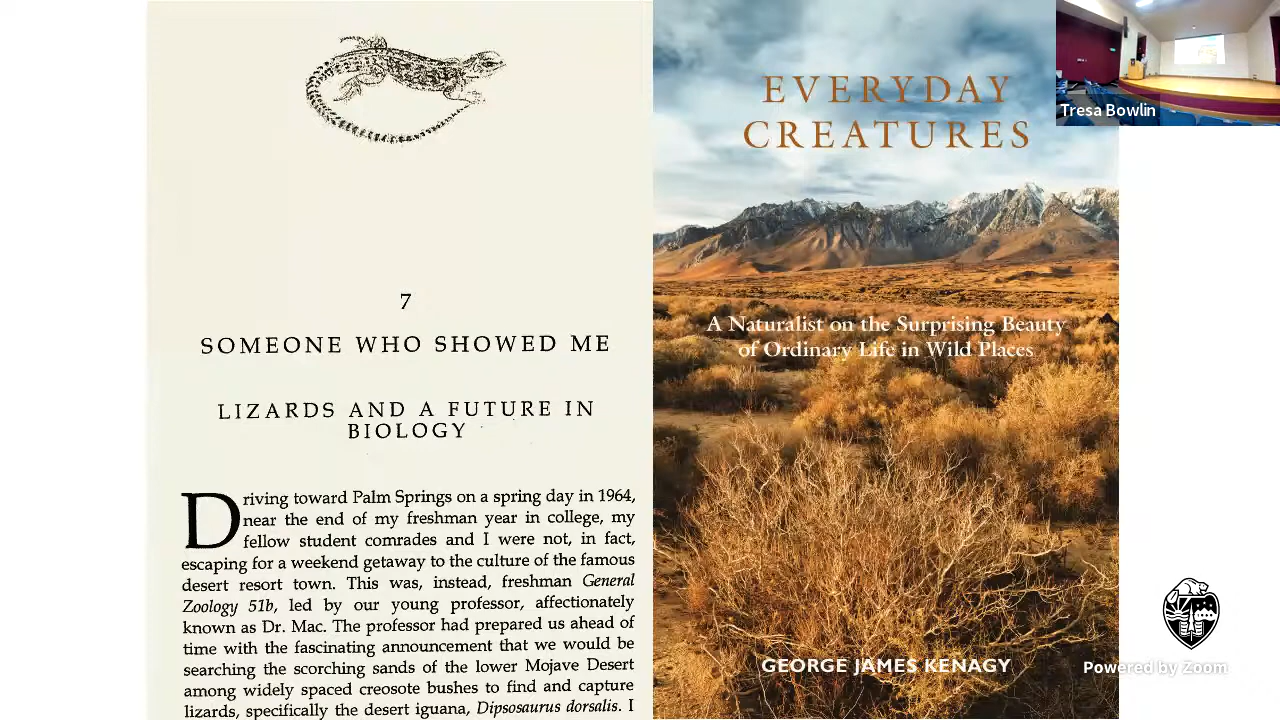 7
SOMEONE WHO SHOWED ME
LIZARDS AND A FUTURE IN
BIOLOGY
Driving toward Palm Springs on a spring day in 1964,
near the end of my freshman year in college, my
fellow student comrades and I were not, in fact,
escaping for a weekend getaway to the culture of the famous
desert resort town. This was, instead, freshman General
Zoology 51b, led by our young professor, affectionately
known as Dr. Mac. The professor had prepared us ahead of
time with the fascinating announcement that we would be
searching the scorching sands of the lower Mojave Desert
among widely spaced creosote bushes to find and capture
lizards, specifically the desert iguana, Dipsosaurus dorsalis. I
EVERYDAY
CREATURES
A Naturalist on the Surprising Beauty
of Ordinary Life in Wild Places
GEORGE JAMES KENAGY
Tresa Bowlin
Powered by Zoom